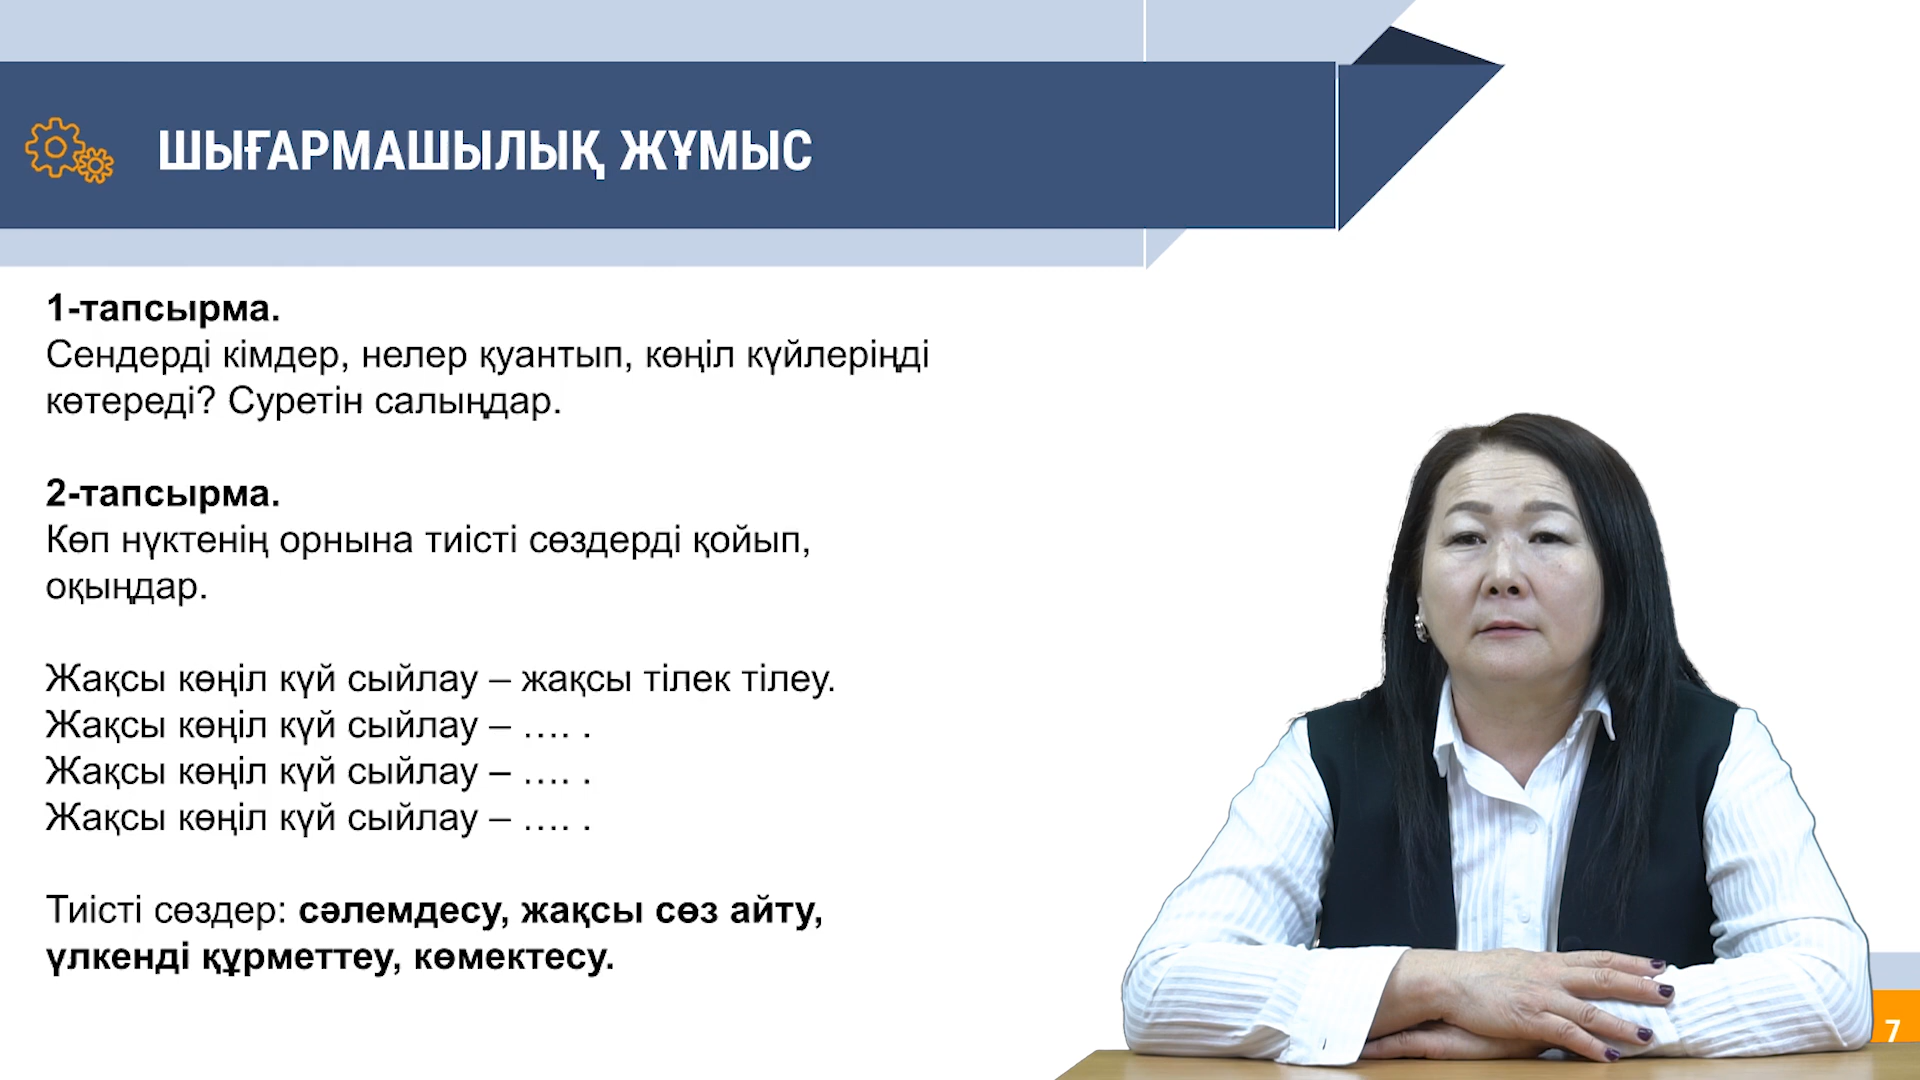 ШЫҒАРМАШЫЛЫҚ ЖҰМЫС
1-тапсырма.
Сендерді кімдер, нелер қуантып, көңіл күйлеріңді
көтереді? Суретін салыңдар.
2-тапсырма.
Көп нүктенің орнына тиісті сөздерді қойып,
оқыңдар.
Жақсы көңіл күй сыйлау – жақсы тілек тілеу.
Жақсы көңіл күй сыйлау – …. .
Жақсы көңіл күй сыйлау – …. .
Жақсы көңіл күй сыйлау – …. .
Тиісті сөздер: сәлемдесу, жақсы сөз айту,
үлкенді құрметтеу, көмектесу.
7